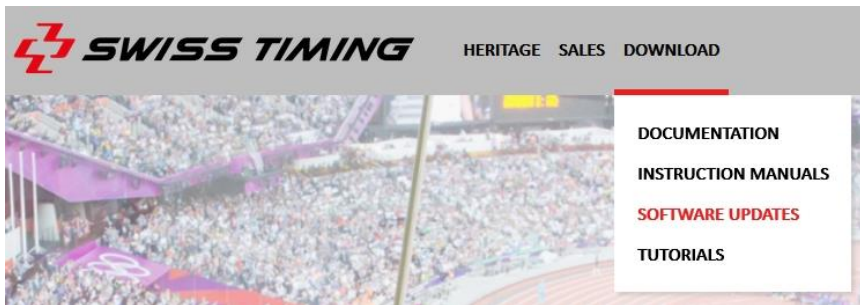 SWISS TIMING HERITAGE SALES DOWNLOAD
DOCUMENTATION
INSTRUCTION MANUALS
SOFTWARE UPDATES
TUTORIALS